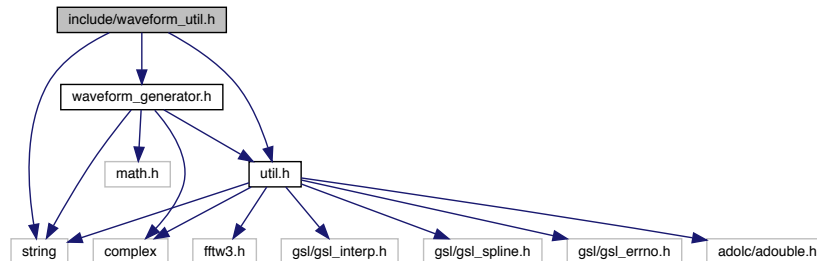 include/waveform_util.h
waveform_generator.h
math.h
util.h
string
complex
fftw3.h
gsl/gsl_interp.h
gsl/gsl_spline.h
gsl/gsl_errno.h
adolc/adouble.h